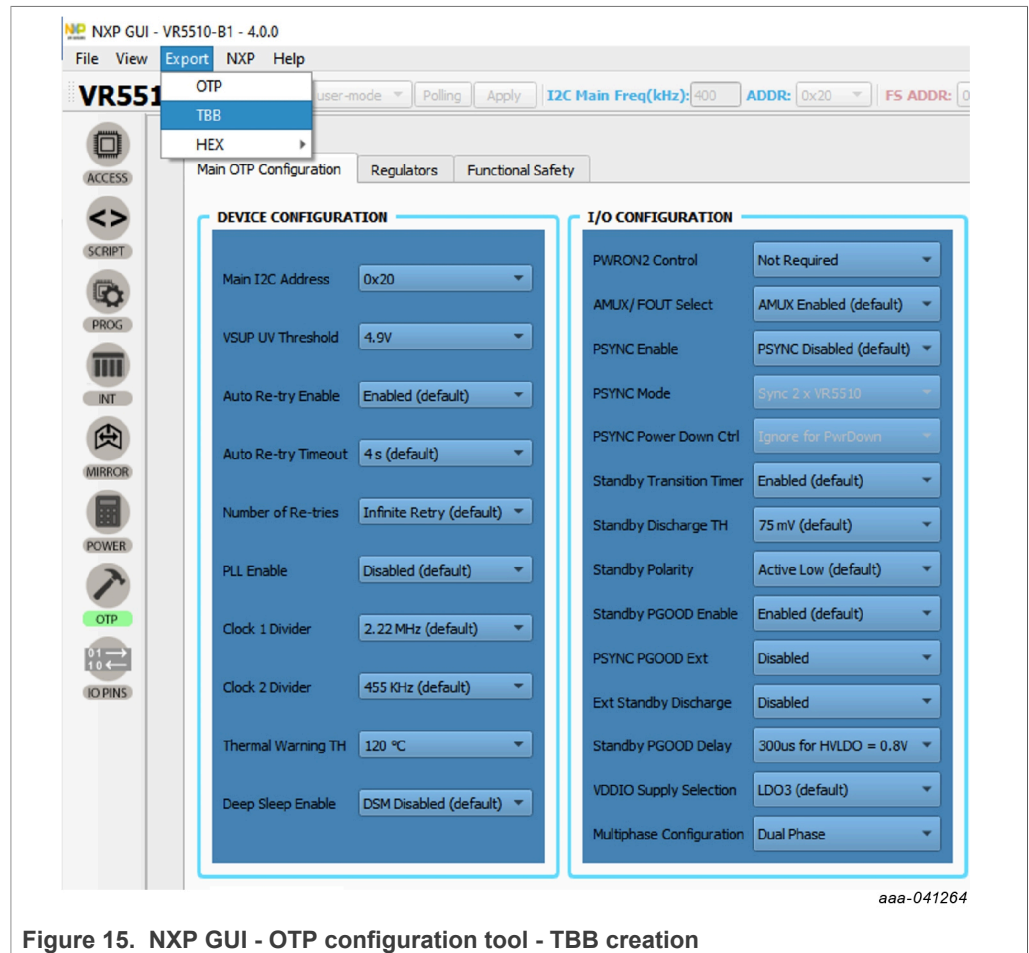 NXP GUI - VR5510-B1 - 4.0.0
File View Export NXP Help
VR551 user-mode Polling Apply I2C Main Freq(kHz): 400 ADDR: 0x20 FS ADDR:
OTP
TBB
HEX
ACCESS
SCRIPT
PROG
INT
MIRROR
POWER
OTP
01
10
IO PINS
Main OTP Configuration Regulators Functional Safety
DEVICE CONFIGURATION
Main I2C Address 0x20
VSUP UV Threshold 4.9V
Auto Re-try Enable Enabled (default)
Auto Re-try Timeout 4 s (default)
Number of Re-tries Infinite Retry (default)
PLL Enable Disabled (default)
Clock 1 Divider 2.22 MHz (default)
Clock 2 Divider 455 KHz (default)
Thermal Warning TH 120 ºC
Deep Sleep Enable DSM Disabled (default)
I/O CONFIGURATION
PWRON2 Control Not Required
AMUX/ FOUT Select AMUX Enabled (default)
PSYNC Enable PSYNC Disabled (default)
PSYNC Mode Sync 2 x VR5510
PSYNC Power Down Ctrl Ignore for PwrDown
Standby Transition Timer Enabled (default)
Standby Discharge TH 75 mV (default)
Standby Polarity Active Low (default)
Standby PGOOD Enable Enabled (default)
PSYNC PGOOD Ext Disabled
Ext Standby Discharge Disabled
Standby PGOOD Delay 300us for HVLDO = 0.8V
VDDIO Supply Selection LDO3 (default)
Multiphase Configuration Dual Phase
aaa-041264
Figure 15. NXP GUI - OTP configuration tool - TBB creation